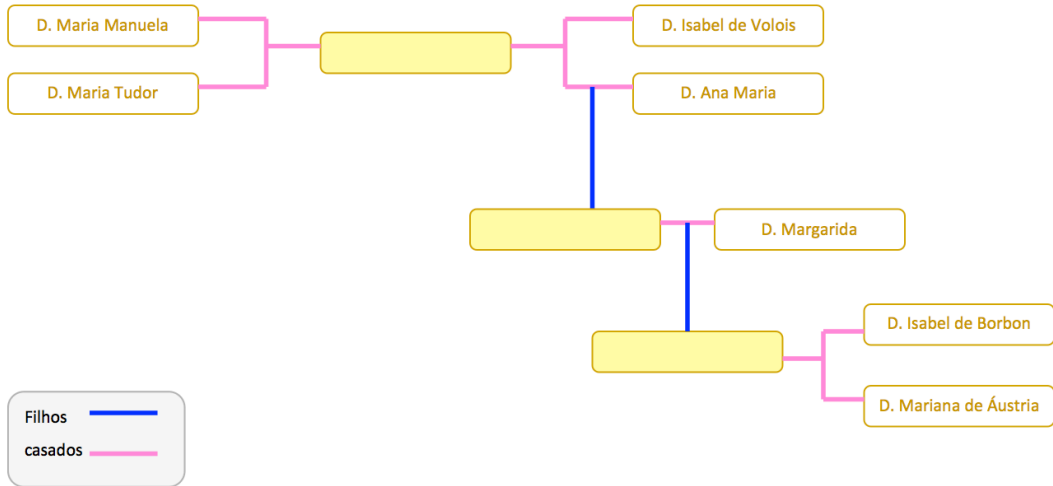 D. Maria Manuela
D. Isabel de Volois
D. Maria Tudor
D. Ana Maria
D. Margarida
D. Isabel de Borbon
D. Mariana de Áustria
Filhos
casados